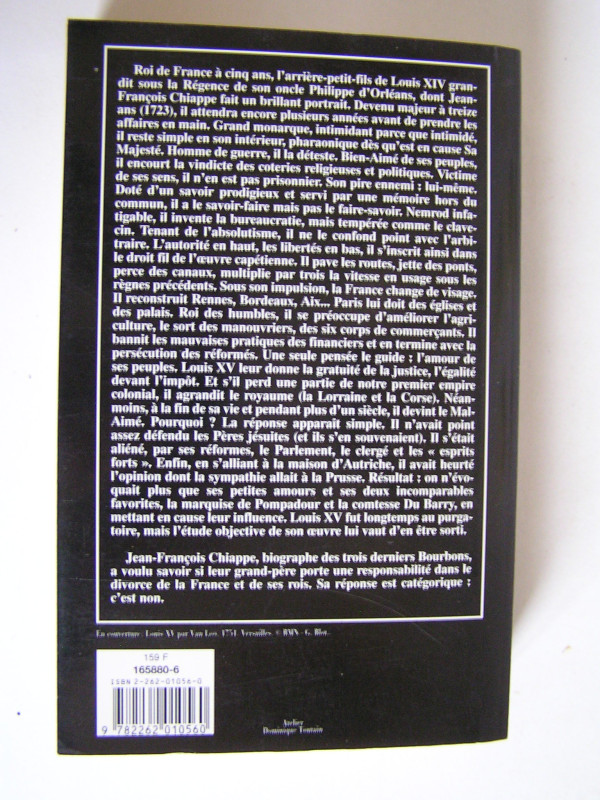 Roi de France à cinq ans, l'arrière-petit-fils de Louis XIV gran-
dit sous la Régence de son oncle Philippe d'Orléans, dont Jean-
François Chiappe fait un brillant portrait. Devenu majeur à treize
ans (1723), il attendra encore plusieurs années avant de prendre les
affaires en main. Grand monarque, intimidant parce que intimidé,
il reste simple en son intérieur, pharaonique dès qu'est en cause Sa
Majesté. Homme de guerre, il la déteste. Bien-Aimé de ses peuples,
il encourt la vindicte des coteries religieuses et politiques. Victime
de ses sens, il n'en est pas prisonnier. Son pire ennemi : lui-même.
Doté d'un savoir prodigieux et servi par une mémoire hors du
commun, il a le savoir-faire mais pas le faire-savoir. Nemrod infa-
tigable, il invente la bureaucratie, mais tempérée comme le clave-
cin. Tenant de l'absolutisme, il ne le confond point avec l'arbi-
traire. L'autorité en haut, les libertés en bas, il s'inscrit ainsi dans
le droit fil de l'œuvre capétienne. Il pave les routes, jette des ponts,
perce des canaux, multiplie par trois la vitesse en usage sous les
règnes précédents. Sous son impulsion, la France change de visage.
Il reconstruit Rennes, Bordeaux, Aix... Paris lui doit des églises et
des palais. Roi des humbles, il se préoccupe d'améliorer l'agri-
culture, le sort des manouvriers, des six corps de commerçants. Il
bannit les mauvaises pratiques des financiers et en termine avec la
persécution des réformés. Une seule pensée le guide : l'amour de
ses peuples. Louis XV leur donne la gratuité de la justice, l'égalité
devant l'impôt. Et s'il perd une partie de notre premier empire
colonial, il agrandit le royaume (la Lorraine et la Corse). Néan-
moins, à la fin de sa vie et pendant plus d'un siècle, il devint le Mal-
Aimé. Pourquoi ? La réponse apparaît simple. Il n'avait point
assez défendu les Pères jésuites (et ils s'en souvenaient). Il s'était
aliéné, par ses réformes, le Parlement, le clergé et les « esprits
forts ». Enfin, en s'alliant à la maison d'Autriche, il avait heurté
l'opinion dont la sympathie allait à la Prusse. Résultat : on n'évo-
quait plus que ses petites amours et ses deux incomparables
favorites, la marquise de Pompadour et la comtesse Du Barry, en
mettant en cause leur influence. Louis XV fut longtemps au purga-
toire, mais l'étude objective de son œuvre lui vaut d'en être sorti.
Jean-François Chiappe, biographe des trois derniers Bourbons,
a voulu savoir si leur grand-père porte une responsabilité dans le
divorce de la France et de ses rois. Sa réponse est catégorique :
c'est non.
En couverture, Louis XV par Van Loo, 1751. Versailles. © RMN - G. Blot.
159 F
165880-6
ISBN 2-262-01056-0
9 782262 010560
Atelier
Dominique Toutain